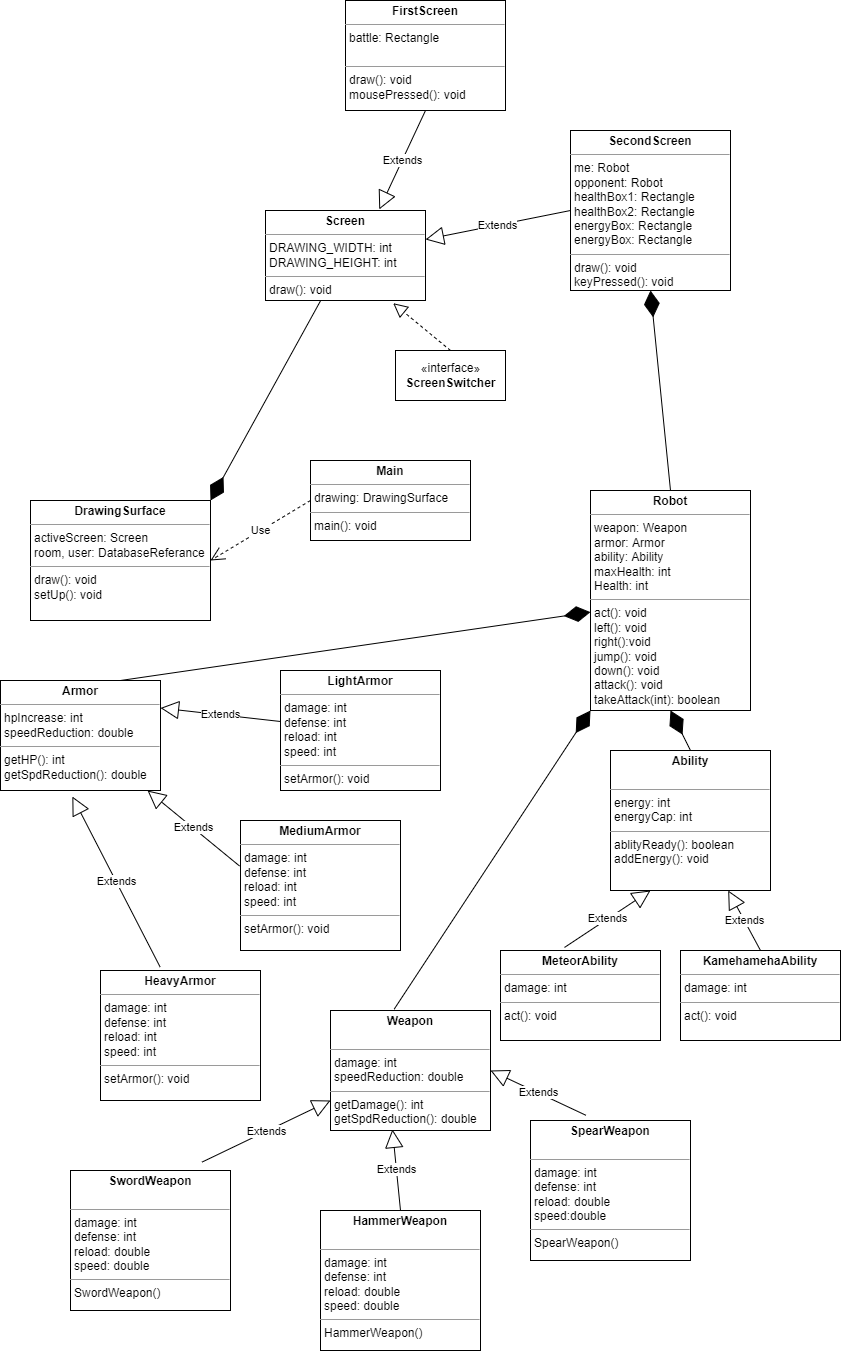 FirstScreen
battle: Rectangle
draw(): void
mousePressed(): void
Extends
SecondScreen
me: Robot
opponent: Robot
healthBox1: Rectangle
healthBox2: Rectangle
energyBox: Rectangle
energyBox: Rectangle
draw(): void
keyPressed(): void
Extends
Screen
DRAWING_WIDTH: int
DRAWING_HEIGHT: int
draw(): void
«interface»
ScreenSwitcher
Main
drawing: DrawingSurface
main(): void
Use
DrawingSurface
activeScreen: Screen
room, user: DatabaseReferance
draw(): void
setUp(): void
Robot
weapon: Weapon
armor: Armor
ability: Ability
maxHealth: int
Health: int
act(): void
left(): void
right():void
jump(): void
down(): void
attack(): void
takeAttack(int): boolean
Armor
hpIncrease: int
speedReduction: double
getHP(): int
getSpdReduction(): double
Extends
LightArmor
damage: int
defense: int
reload: int
speed: int
setArmor(): void
Extends
MediumArmor
damage: int
defense: int
reload: int
speed: int
setArmor(): void
Extends
HeavyArmor
damage: int
defense: int
reload: int
speed: int
setArmor(): void
Ability
energy: int
energyCap: int
ablityReady(): boolean
addEnergy(): void
Extends
Extends
MeteorAbility
damage: int
act(): void
KamehamehaAbility
damage: int
act(): void
Weapon
damage: int
speedReduction: double
getDamage(): int
getSpdReduction(): double
Extends
Extends
Extends
SwordWeapon
damage: int
defense: int
reload: double
speed: double
SwordWeapon()
HammerWeapon
damage: int
defense: int
reload: double
speed: double
HammerWeapon()
SpearWeapon
damage: int
defense: int
reload: double
speed:double
SpearWeapon()